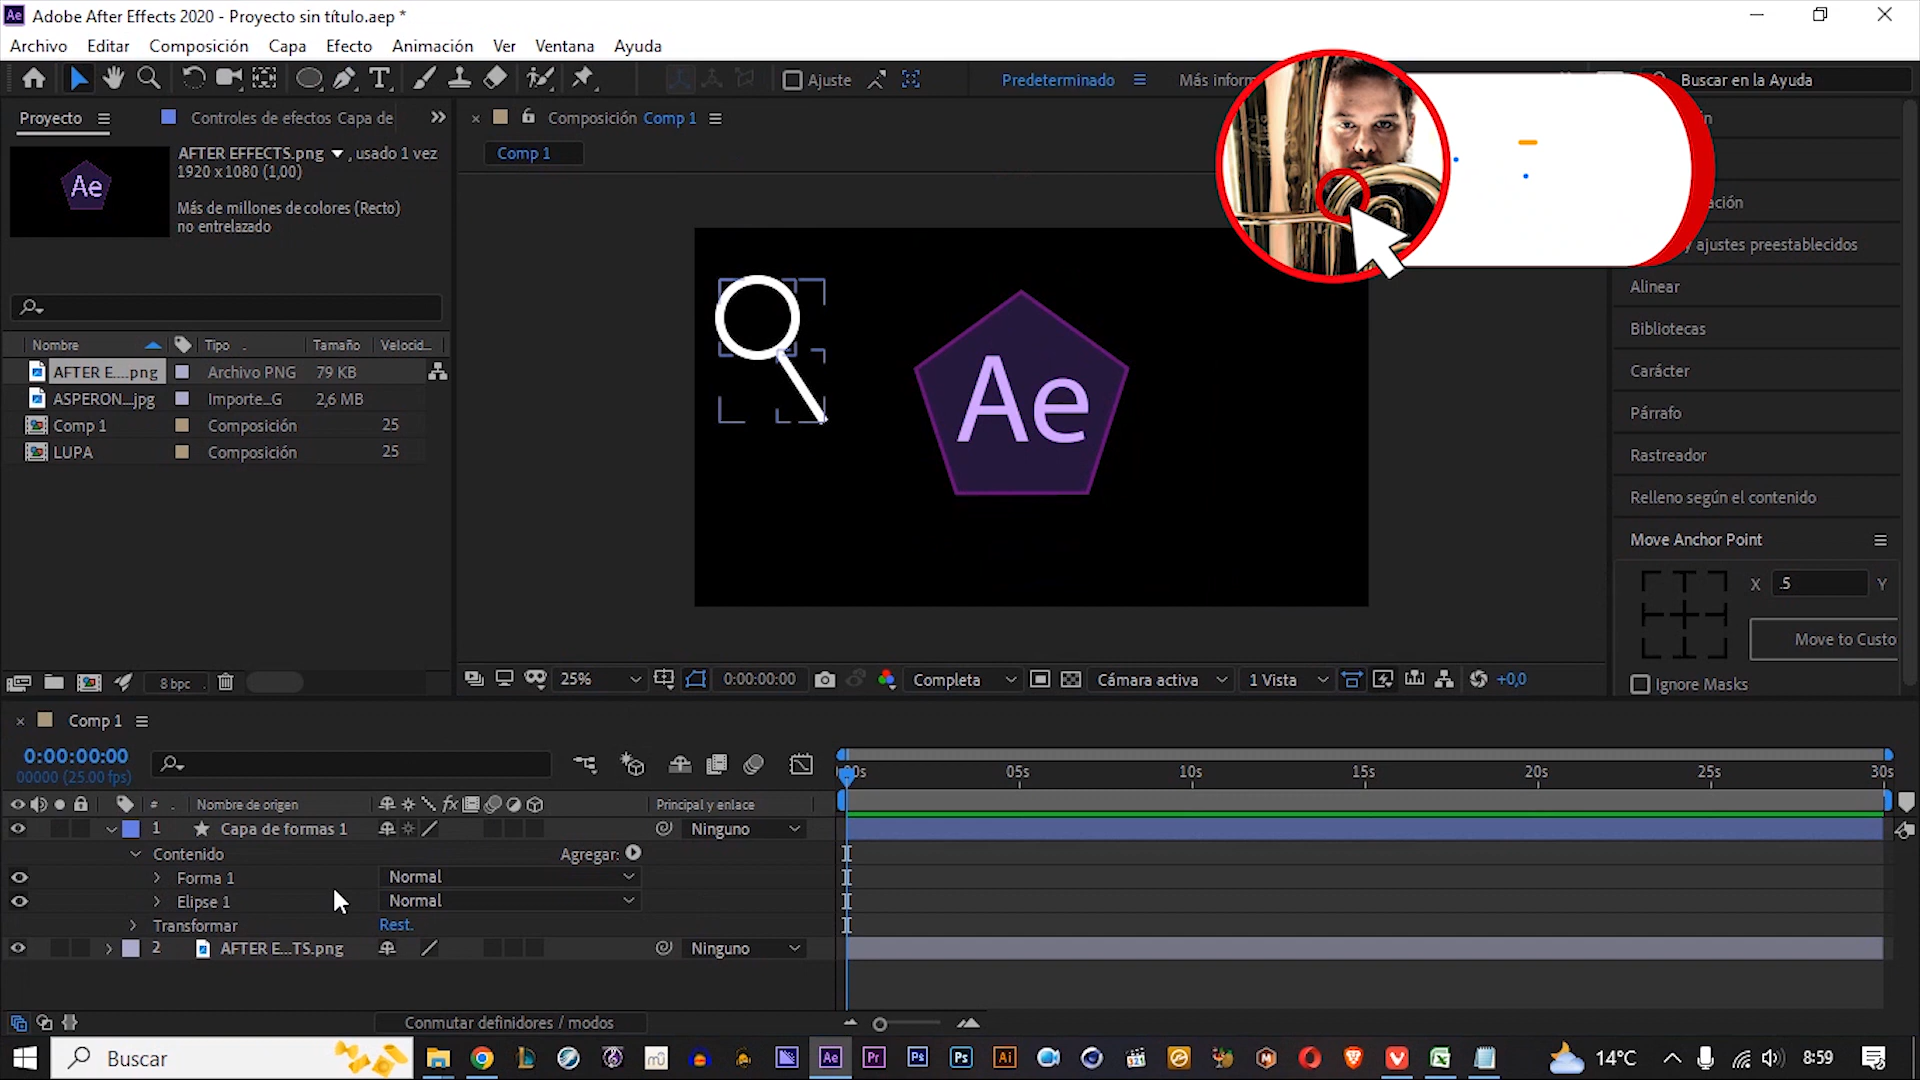 Adobe After Effects 2020 - Proyecto sin título.aep *
Archivo Editar Composición Capa Efecto Animación Ver Ventana Ayuda
Ajuste Predeterminado Más Buscar en la Ayuda
Proyecto Controles de efectos Capa de
Composición Comp 1
Comp 1
AFTER EFFECTS.png , usado 1 vez
1920 x 1080 (1,00)
Más de millones de colores (Recto)
no entrelazado
Ae
Nombre Tipo Tamaño Velocid...
AFTER E....png Archivo PNG 79 KB
ASPERON...jpg Importe...G 2,6 MB
Comp 1 Composición 25
LUPA Composición 25
8 bpc
Ae
25% 0:00:00:00 Completa Cámara activa 1 Vista +0,0
y ajustes preestablecidos
Alinear
Bibliotecas
Carácter
Párrafo
Rastreador
Relleno según el contenido
Move Anchor Point
X .5 Y
Move to Custo
Ignore Masks
Comp 1
0:00:00:00
00000 (25.00 fps)
00s 05s 10s 15s 20s 25s 30s
# Nombre de origen fx Principal y enlace
1 Capa de formas 1 Ninguno
Contenido Agregar:
Forma 1 Normal
Elipse 1 Normal
Transformar Rest.
2 AFTER E...TS.png Ninguno
Conmutar definidores / modos
Buscar
Ae Pr Ps Ps Ai
14°C 8:59